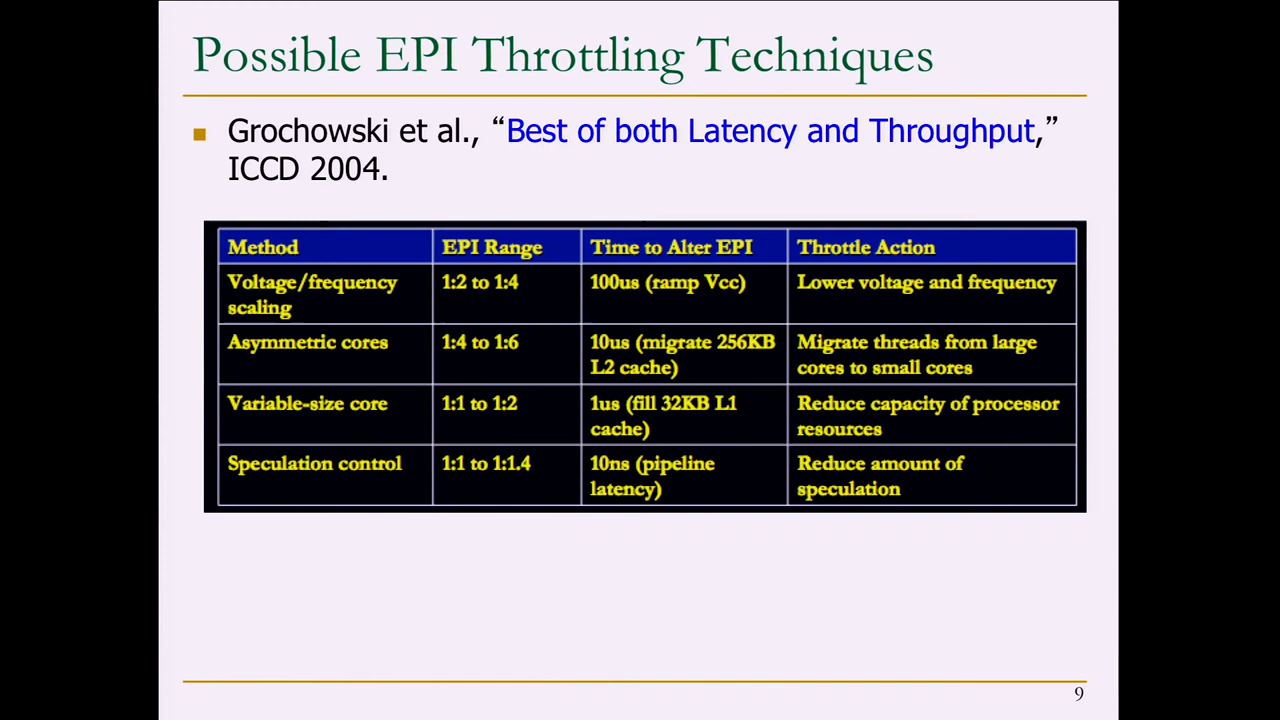 Possible EPI Throttling Techniques
Grochowski et al., “Best of both Latency and Throughput,”
ICCD 2004.
Method EPI Range Time to Alter EPI Throttle Action
Voltage/frequency 1:2 to 1:4 100us (ramp Vcc) Lower voltage and frequency
scaling
Asymmetric cores 1:4 to 1:6 10us (migrate 256KB Migrate threads from large
L2 cache) cores to small cores
Variable-size core 1:1 to 1:2 1us (fill 32KB L1 Reduce capacity of processor
cache) resources
Speculation control 1:1 to 1:1.4 10ns (pipeline Reduce amount of
latency) speculation
9